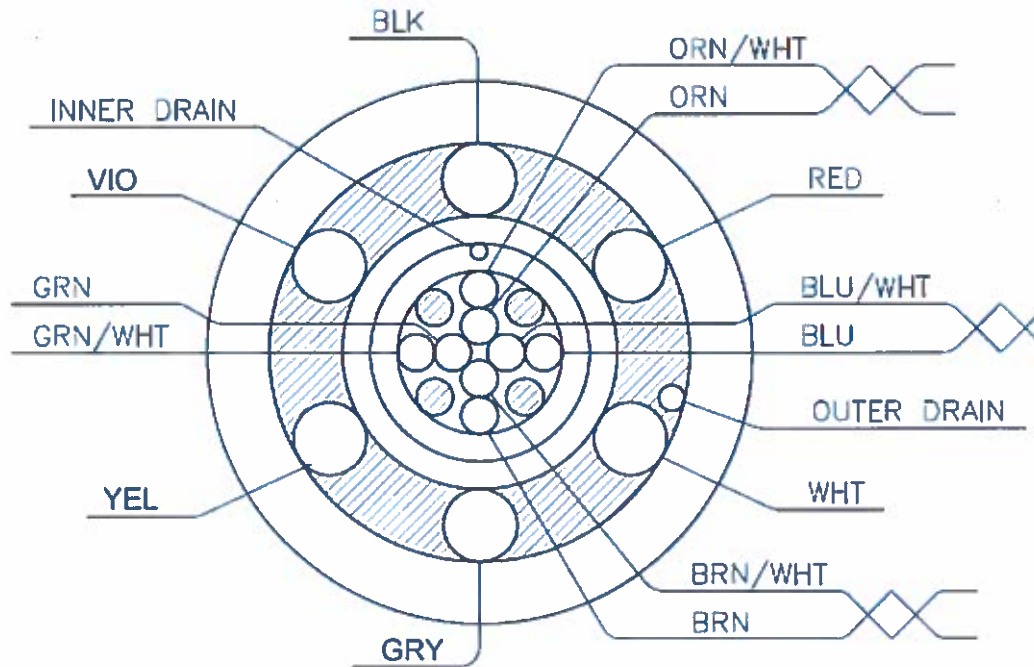 BLK
ORN/WHT
ORN
INNER DRAIN
VIO
RED
GRN
BLU/WHT
GRN/WHT
BLU
OUTER DRAIN
YEL
WHT
BRN/WHT
BRN
GRY